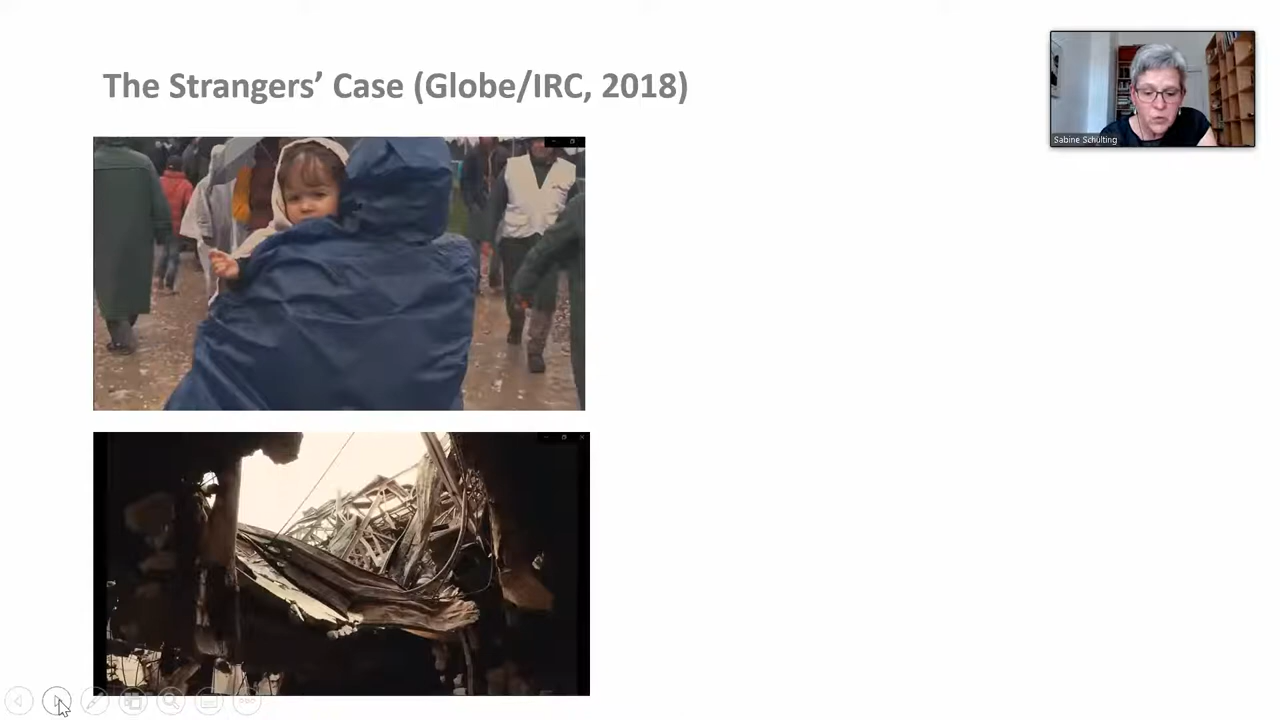 The Strangers’ Case (Globe/IRC, 2018)
Sabine Schülting